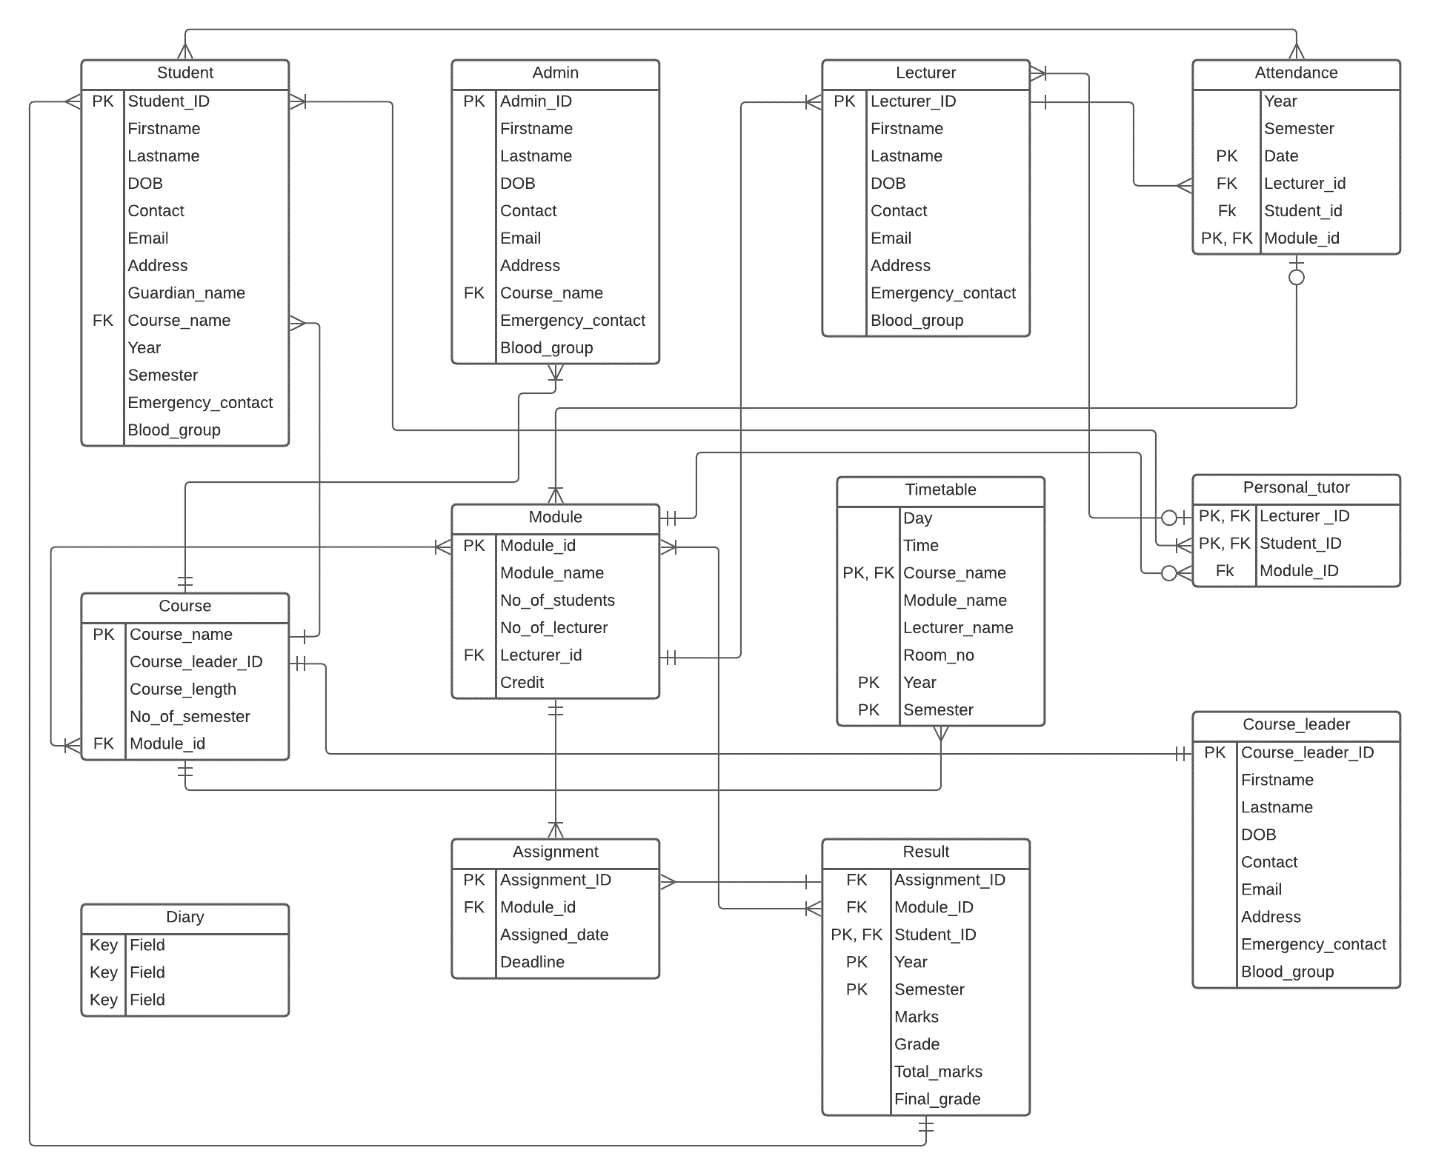 Student
PK Student_ID
Firstname
Lastname
DOB
Contact
Email
Address
Guardian_name
FK Course_name
Year
Semester
Emergency_contact
Blood_group
Admin
PK Admin_ID
Firstname
Lastname
DOB
Contact
Email
Address
FK Course_name
Emergency_contact
Blood_group
Lecturer
PK Lecturer_ID
Firstname
Lastname
DOB
Contact
Email
Address
Emergency_contact
Blood_group
Attendance
Year
Semester
PK Date
FK Lecturer_id
Fk Student_id
PK, FK Module_id
Module
PK Module_id
Module_name
No_of_students
No_of_lecturer
FK Lecturer_id
Credit
Timetable
Day
Time
PK, FK Course_name
Module_name
Lecturer_name
Room_no
PK Year
PK Semester
Personal_tutor
PK, FK Lecturer _ID
PK, FK Student_ID
Fk Module_ID
Course
PK Course_name
Course_leader_ID
Course_length
No_of_semester
FK Module_id
Course_leader
PK Course_leader_ID
Firstname
Lastname
DOB
Contact
Email
Address
Emergency_contact
Blood_group
Assignment
PK Assignment_ID
FK Module_id
Assigned_date
Deadline
Result
FK Assignment_ID
FK Module_ID
PK, FK Student_ID
PK Year
PK Semester
Marks
Grade
Total_marks
Final_grade
Diary
Key Field
Key Field
Key Field